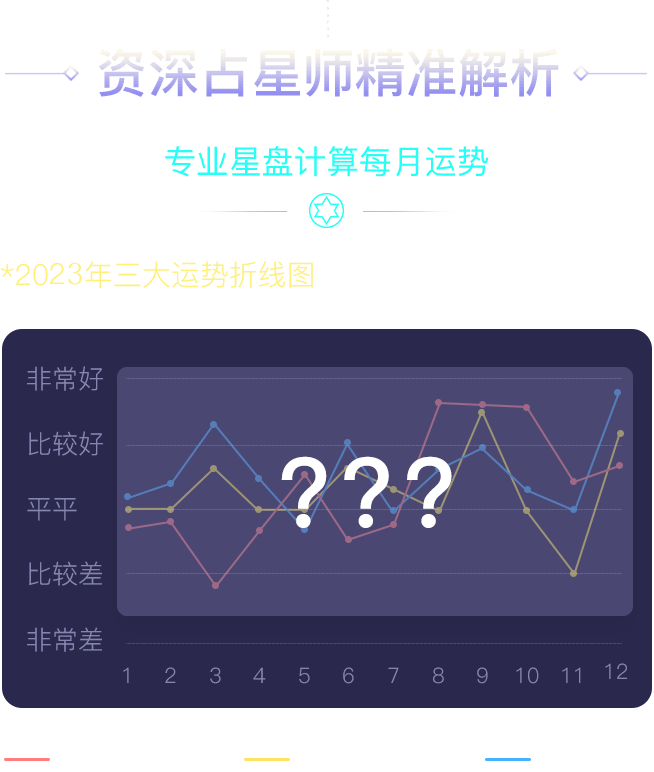 资深占星师精准解析
专业星盘计算每月运势
*2023年三大运势折线图
非常好
比较好
平平
比较差
非常差
???
1 2 3 4 5 6 7 8 9 10 11 12